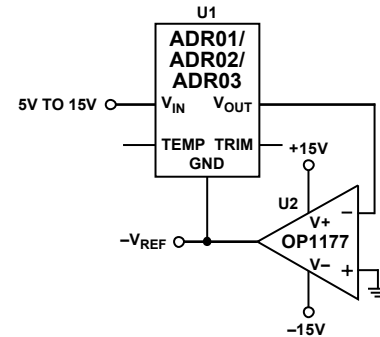 U1
ADR01/
ADR02/
ADR03
5V TO 15V
VIN VOUT
TEMP TRIM
GND
+15V
U2
V+ −
–VREF
OP1177
V– +
–15V